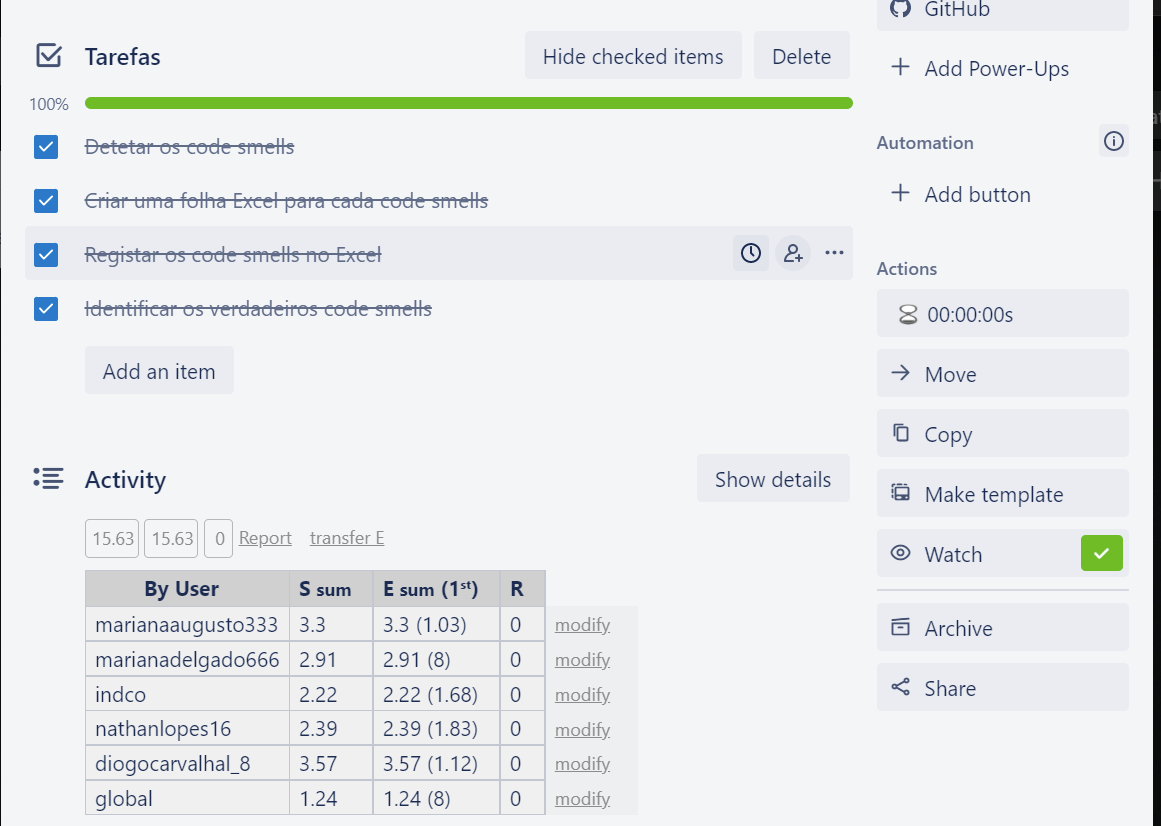 Tarefas
Hide checked items
Delete
100%
Detetar os code smells
Criar uma folha Excel para cada code smells
Registar os code smells no Excel
Identificar os verdadeiros code smells
Add an item
Activity
Show details
15.63 15.63 0 Report transfer E
By User S sum E sum (1st) R
marianaaugusto333 3.3 3.3 (1.03) 0 modify
marianadelgado666 2.91 2.91 (8) 0 modify
indco 2.22 2.22 (1.68) 0 modify
nathanlopes16 2.39 2.39 (1.83) 0 modify
diogocarvalhal_8 3.57 3.57 (1.12) 0 modify
global 1.24 1.24 (8) 0 modify
GitHub
Add Power-Ups
Automation
Add button
Actions
00:00:00s
Move
Copy
Make template
Watch
Archive
Share